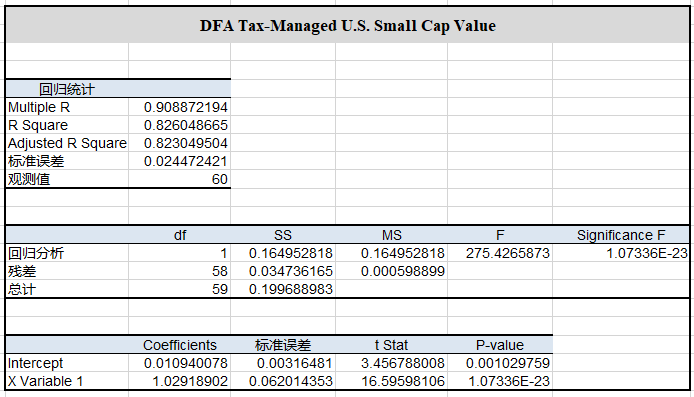 DFA Tax-Managed U.S. Small Cap Value
回归统计
Multiple R 0.908872194
R Square 0.826048665
Adjusted R Square 0.823049504
标准误差 0.024472421
观测值 60
df SS MS F Significance F
回归分析 1 0.164952818 0.164952818 275.4265873 1.07336E-23
残差 58 0.034736165 0.000598899
总计 59 0.199688983
Coefficients 标准误差 t Stat P-value
Intercept 0.010940078 0.00316481 3.456788008 0.001029759
X Variable 1 1.02918902 0.062014353 16.59598106 1.07336E-23